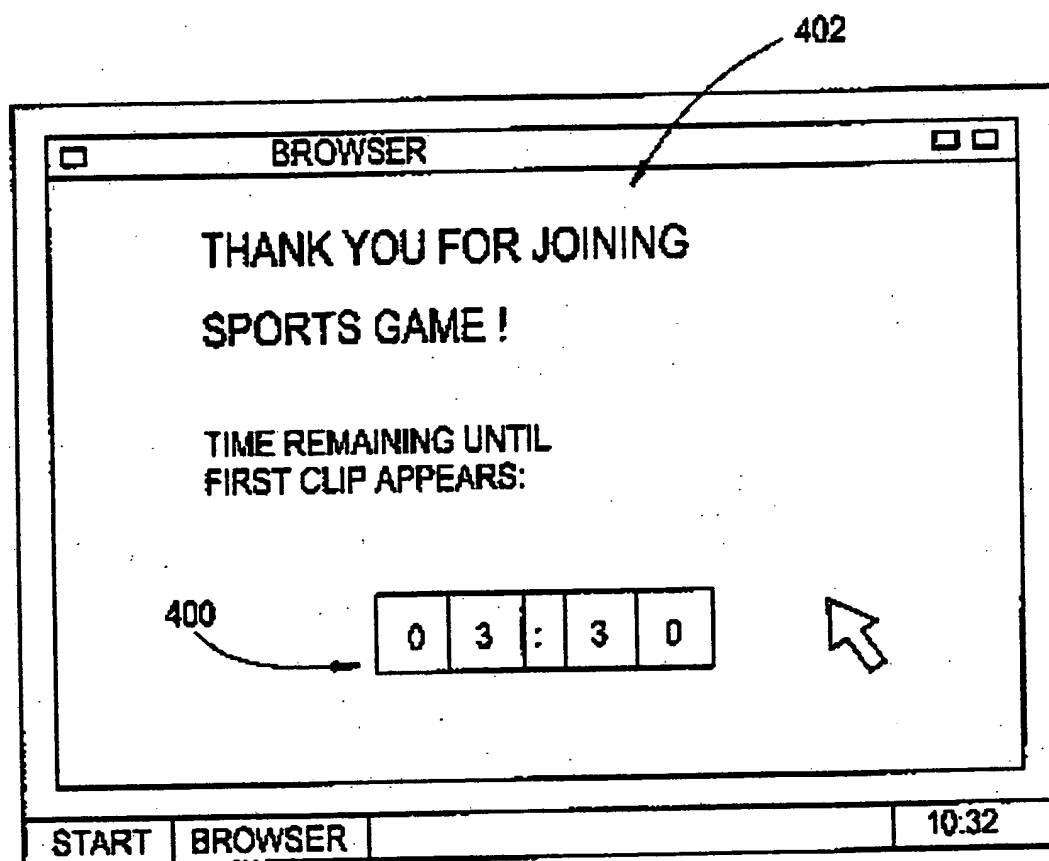 402
BROWSER
THANK YOU FOR JOINING
SPORTS GAME !
TIME REMAINING UNTIL
FIRST CLIP APPEARS:
400
0 3 : 3 0
START BROWSER 10:32